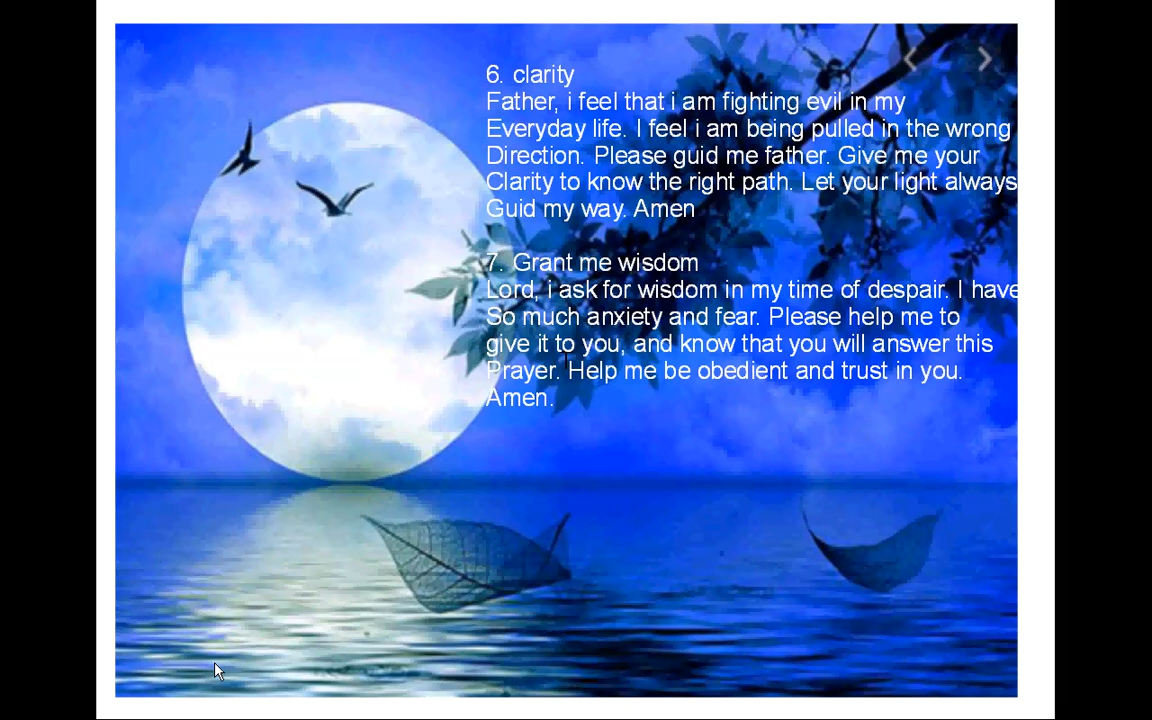 6. clarity
Father, i feel that i am fighting evil in my
Everyday life. I feel i am being pulled in the wrong
Direction. Please guid me father. Give me your
Clarity to know the right path. Let your light always
Guid my way. Amen
7. Grant me wisdom
Lord, i ask for wisdom in my time of despair. I have
So much anxiety and fear. Please help me to
give it to you, and know that you will answer this
Prayer. Help me be obedient and trust in you.
Amen.